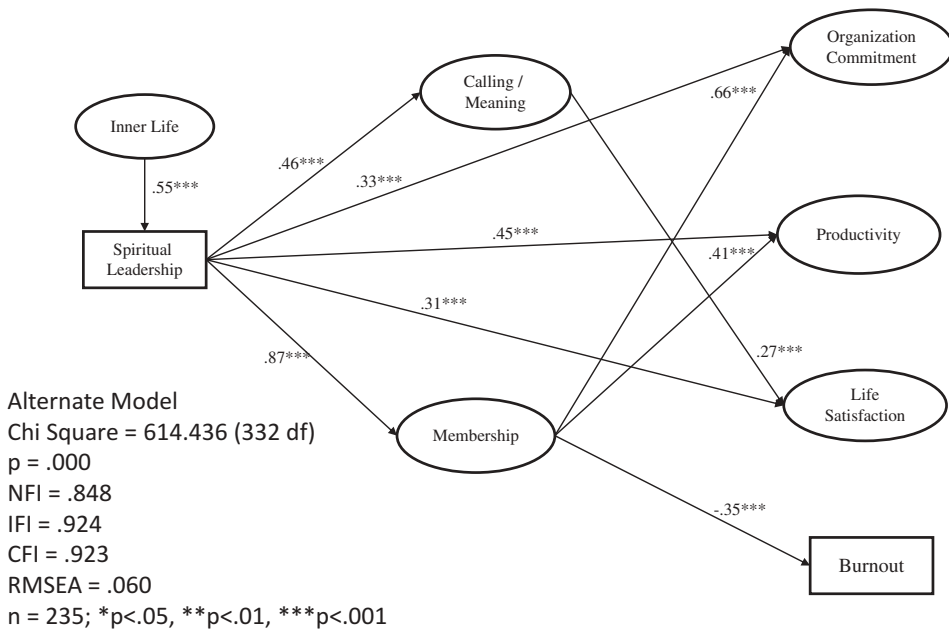 Organization
Commitment
Calling /
Meaning
.66***
Inner Life
.46***
.33***
.55***
Spiritual
Leadership
.45***
Productivity
.41***
.31***
.87***
.27***
Life
Satisfaction
Membership
-.35***
Burnout
Alternate Model
Chi Square = 614.436 (332 df)
p = .000
NFI = .848
IFI = .924
CFI = .923
RMSEA = .060
n = 235; *p<.05, **p<.01, ***p<.001